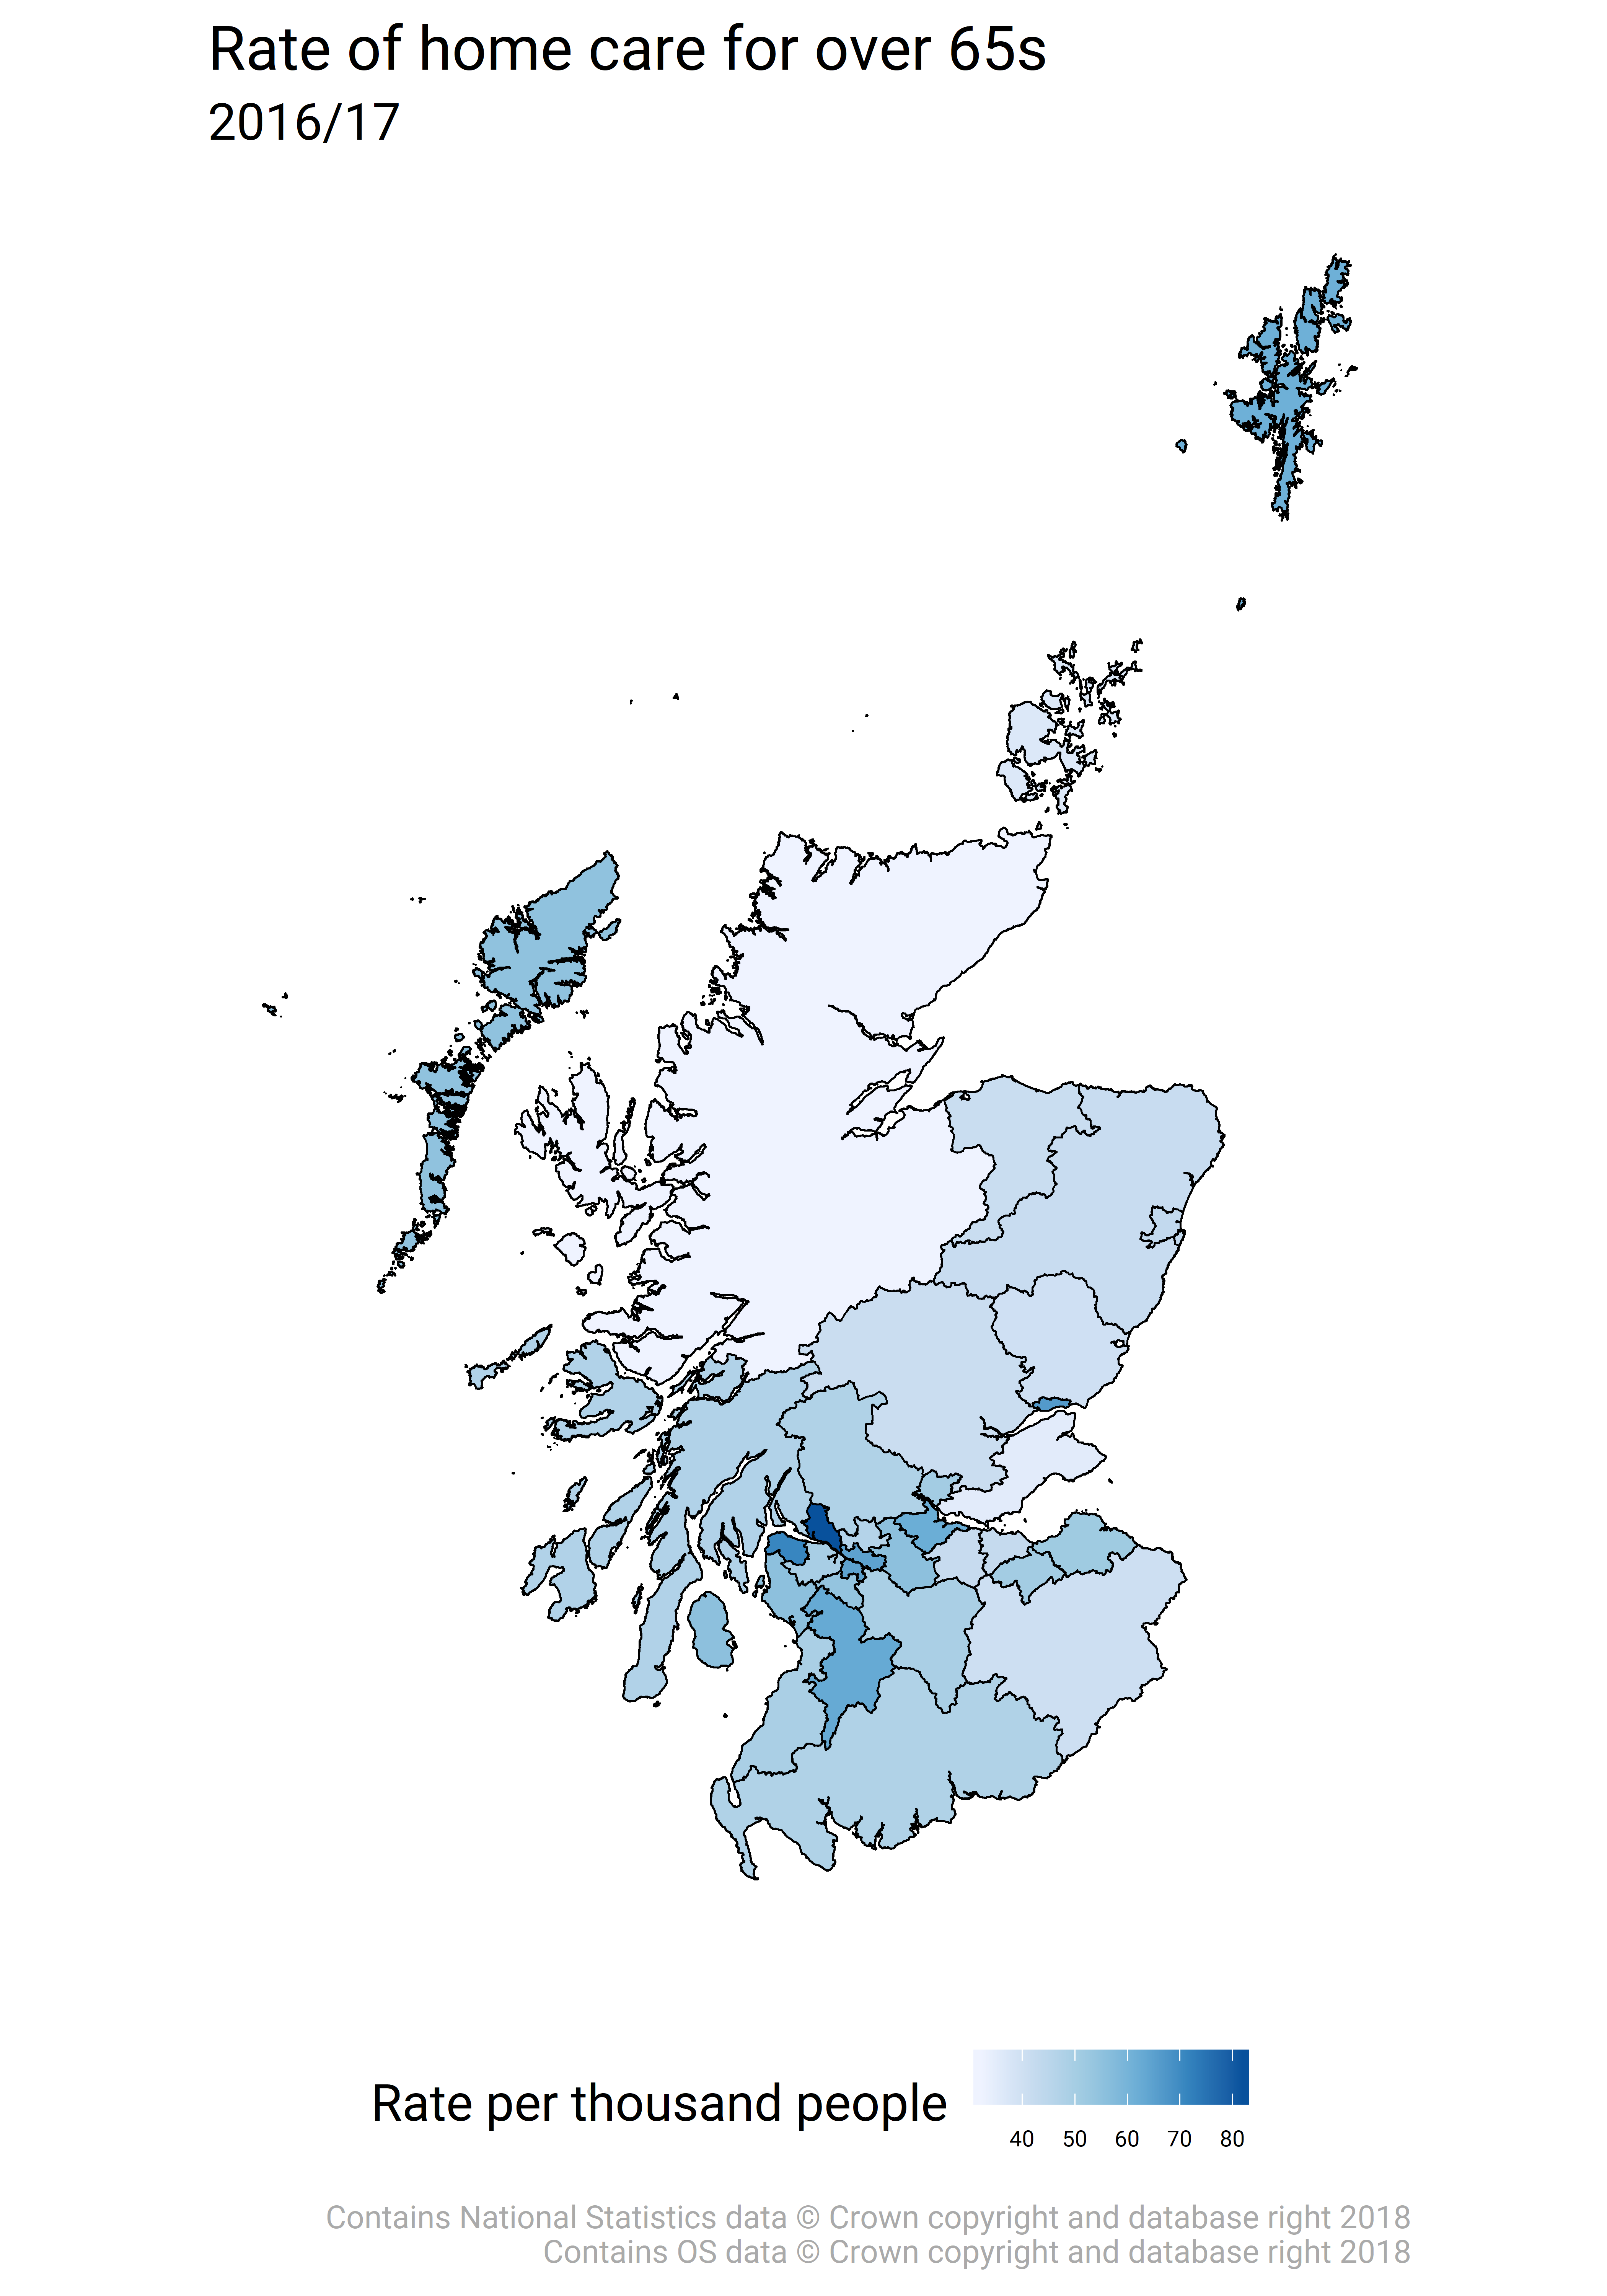 Rate of home care for over 65s
2016/17
Rate per thousand people
40 50 60 70 80
Contains National Statistics data © Crown copyright and database right 2018
Contains OS data © Crown copyright and database right 2018